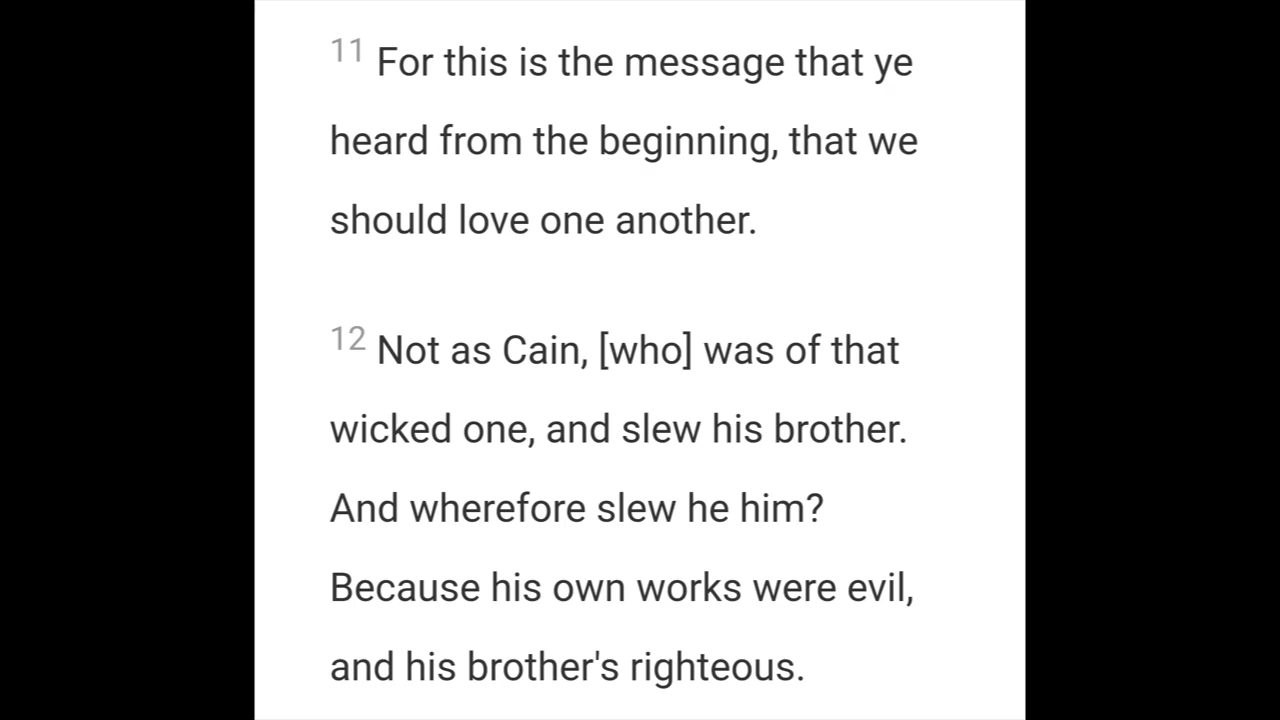 11 For this is the message that ye
heard from the beginning, that we
should love one another.
12 Not as Cain, [who] was of that
wicked one, and slew his brother.
And wherefore slew he him?
Because his own works were evil,
and his brother's righteous.